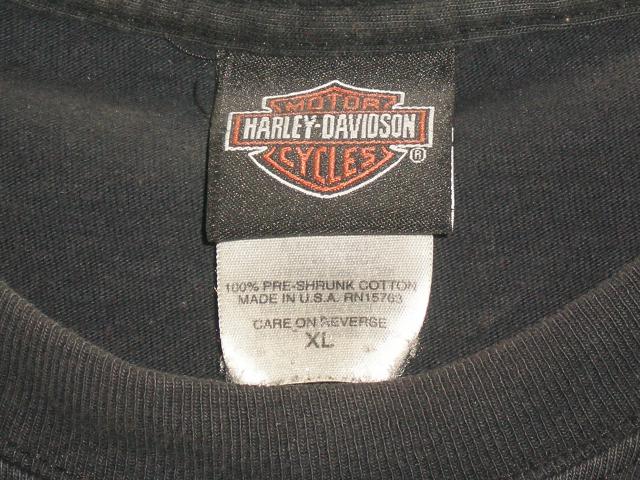 MOTOR
HARLEY-DAVIDSON
CYCLES
®
100% PRE-SHRUNK COTTON
MADE IN U.S.A. RN15763
CARE ON REVERSE
XL